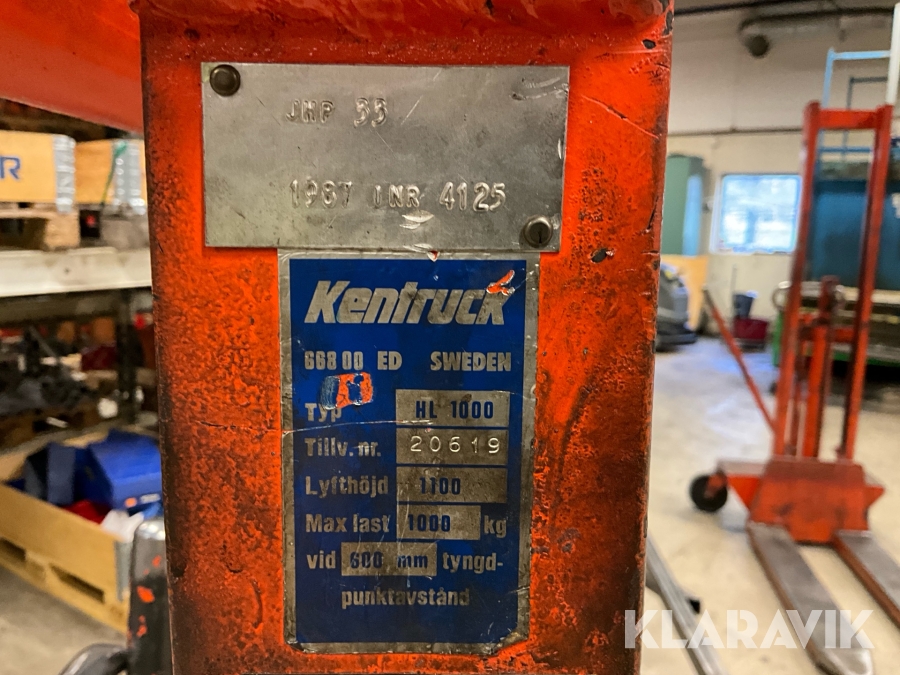 JHP 33
1987 INR 4125
Kentruck
668 00 ED SWEDEN
Typ HL 1000
Tillv. nr. 20619
Lyfthöjd 1100
Max last 1000 kg
vid 600 mm tyngd-
punktavstånd
R
KLARAVIK